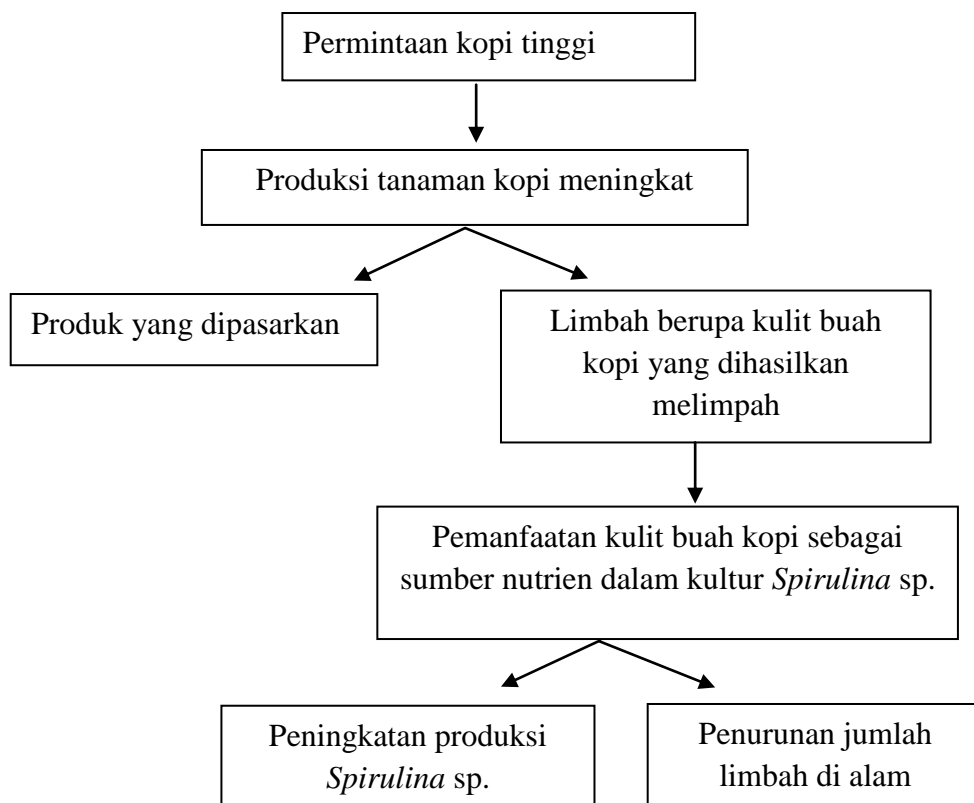 Permintaan kopi tinggi
Produksi tanaman kopi meningkat
Produk yang dipasarkan
Limbah berupa kulit buah
kopi yang dihasilkan
melimpah
Pemanfaatan kulit buah kopi sebagai
sumber nutrien dalam kultur Spirulina sp.
Peningkatan produksi
Spirulina sp.
Penurunan jumlah
limbah di alam